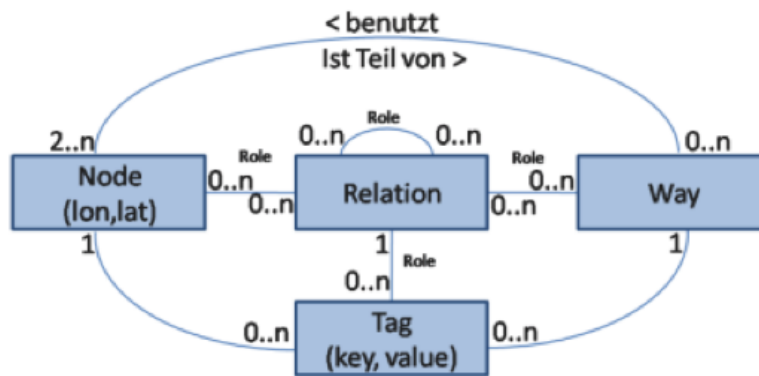 < benutzt
Ist Teil von >
Role
2..n
0..n
0..n
0..n
Role
Role
Node
(lon,lat)
0..n
0..n
Relation
0..n
0..n
Way
1
1
1
Role
0..n
0..n
0..n
Tag
(key, value)